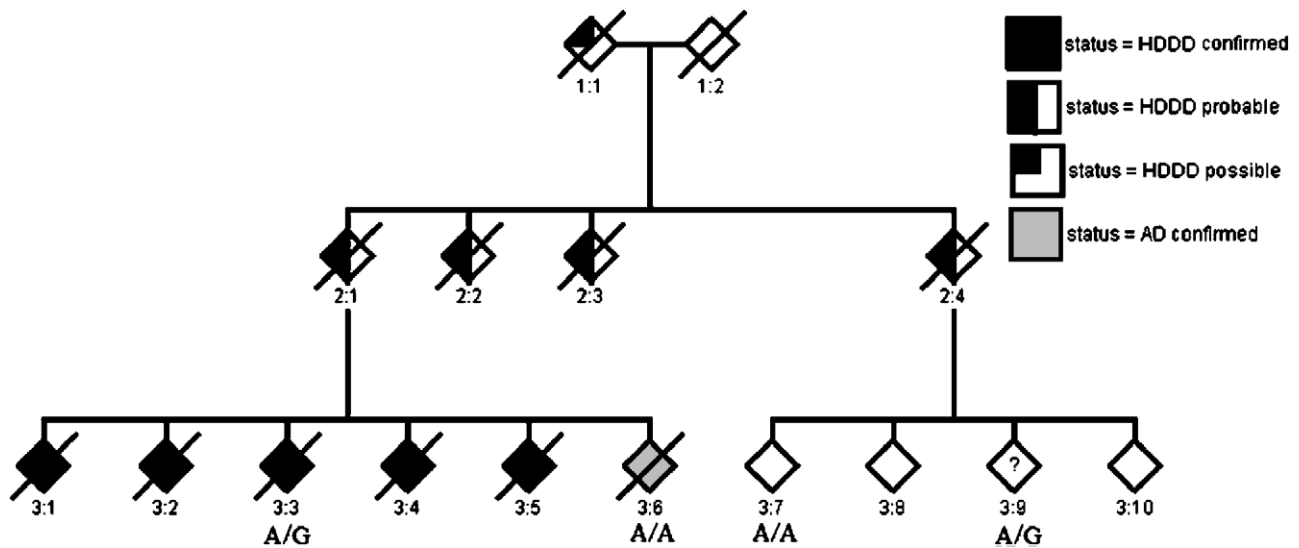 1:1 1:2
status = HDDD confirmed
status = HDDD probable
status = HDDD possible
status = AD confirmed
2:1 2:2 2:3 2:4
?
3:1 3:2 3:3 3:4 3:5 3:6 3:7 3:8 3:9 3:10
A/G A/A A/A A/G